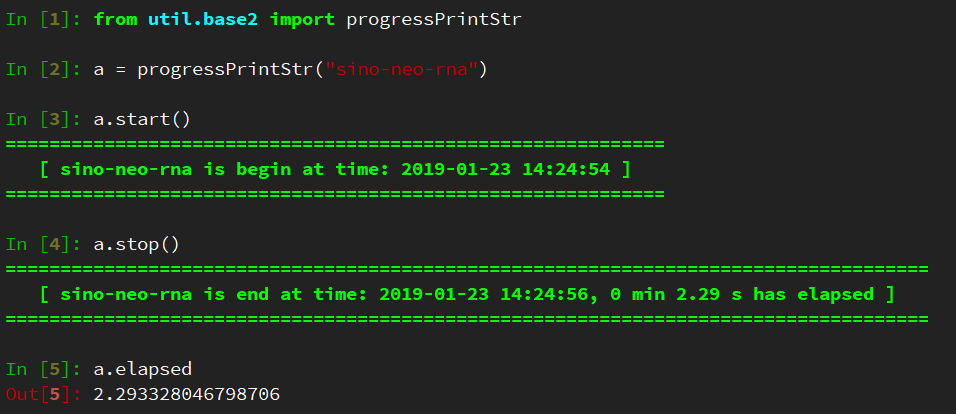 In [1]: from util.base2 import progressPrintStr
In [2]: a = progressPrintStr("sino-neo-rna")
In [3]: a.start()
============================================================
   [ sino-neo-rna is begin at time: 2019-01-23 14:24:54 ]
============================================================
In [4]: a.stop()
====================================================================================
   [ sino-neo-rna is end at time: 2019-01-23 14:24:56, 0 min 2.29 s has elapsed ]
====================================================================================
In [5]: a.elapsed
Out[5]: 2.293328046798706